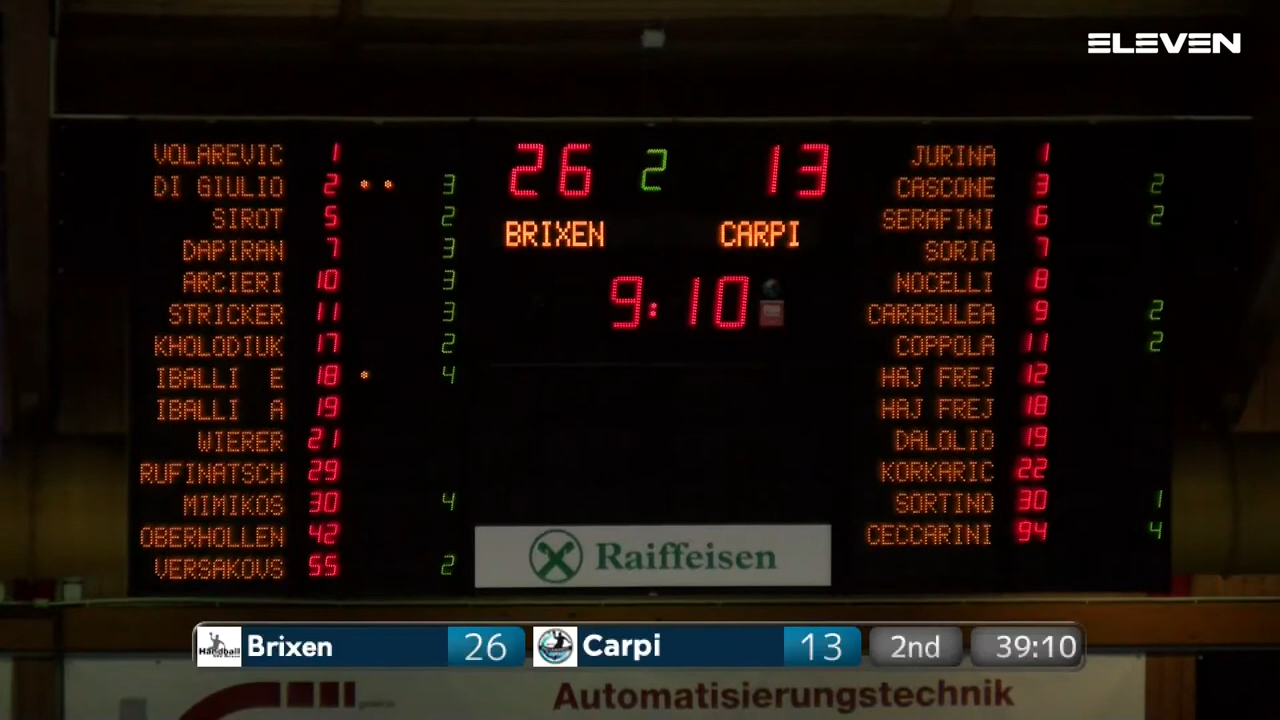 ELEVEN
VOLAREVIC 1
DI GIULIO 2 3
SIROT 5 2
DAPIRAN 7 3
ARCIERI 10 3
STRICKER 11 3
KHOLODIUK 17 2
IBALLI E 18 4
IBALLI A 19
WIERER 21
RUFINATSCH 29
MIMIKOS 30 4
OBERHOLLEN 42
VERSAKOVS 55 2
26 2 13
BRIXEN CARPI
9:10
Raiffeisen
JURINA 1
CASCONE 3 2
SERAFINI 6 2
SORIA 7
NOCELLI 8
CARABULEA 9 2
COPPOLA 11 2
HAJ FREJ 12
HAJ FREJ 18
DALOLIO 19
KORKARIC 22
SORTINO 30 1
CECCARINI 94 4
Handball Brixen 26 Carpi 13 2nd 39:10
Automatisierungstechnik